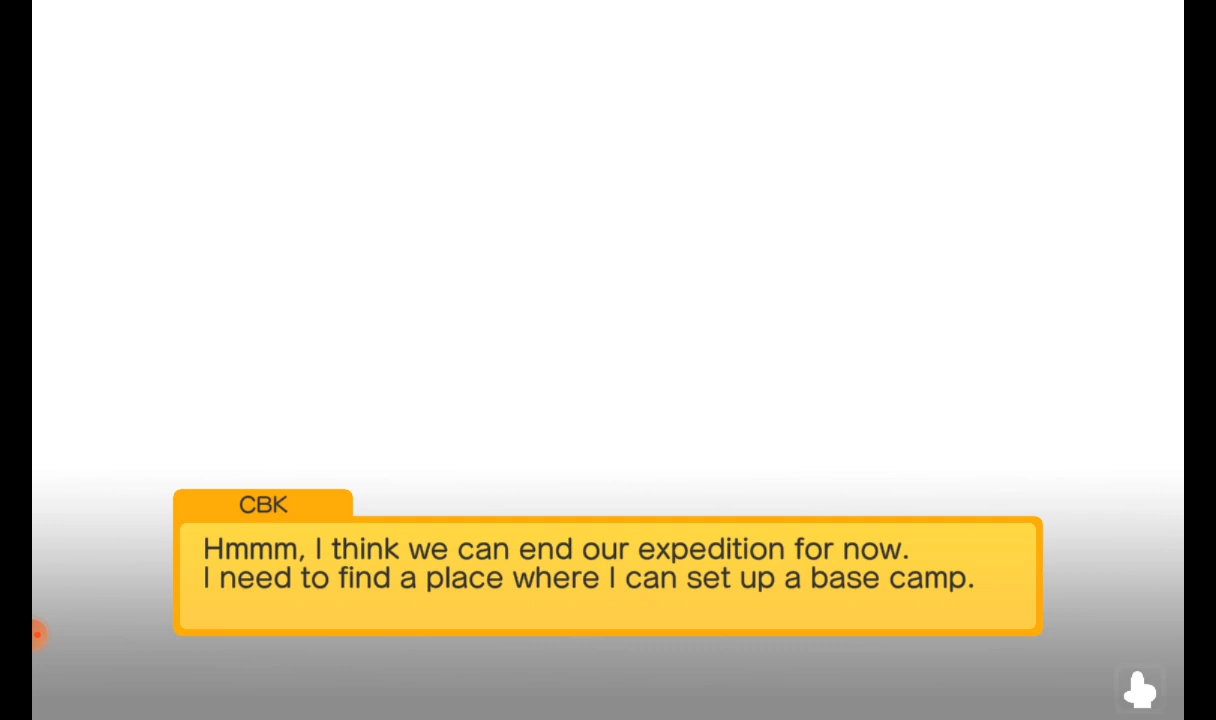 CBK
Hmmm, I think we can end our expedition for now.
I need to find a place where I can set up a base camp.